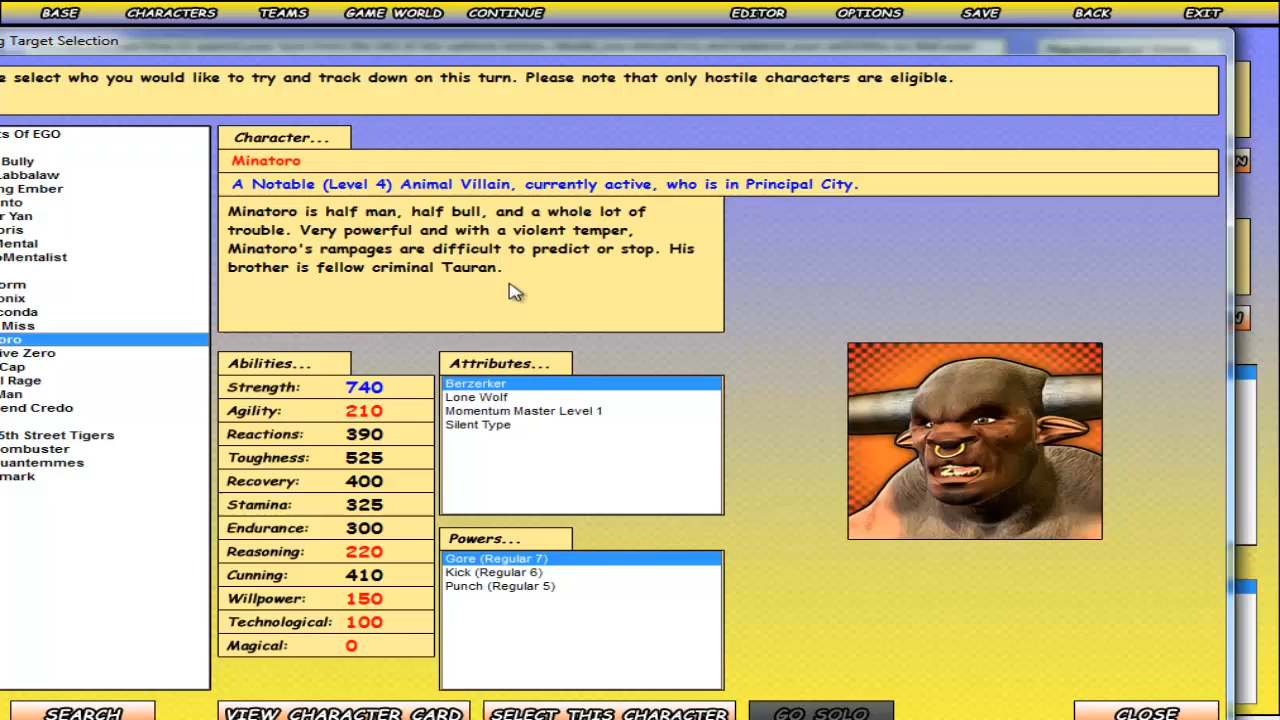 BASE CHARACTERS TEAMS GAME WORLD CONTINUE EDITOR OPTIONS SAVE BACK EXIT
g Target Selection
e select who you would like to try and track down on this turn. Please note that only hostile characters are eligible.
ts Of EGO
Bully
Labbalaw
ng Ember
nto
r Yan
oris
Mental
oMentalist
orm
onix
conda
Miss
oro
ive Zero
Cap
l Rage
Man
end Credo
5th Street Tigers
ombuster
uantemmes
mark
Character...
Minatoro
A Notable (Level 4) Animal Villain, currently active, who is in Principal City.
Minatoro is half man, half bull, and a whole lot of
trouble. Very powerful and with a violent temper,
Minatoro's rampages are difficult to predict or stop. His
brother is fellow criminal Tauran.
Abilities...
Strength: 740
Agility: 210
Reactions: 390
Toughness: 525
Recovery: 400
Stamina: 325
Endurance: 300
Reasoning: 220
Cunning: 410
Willpower: 150
Technological: 100
Magical: 0
Attributes...
Berzerker
Lone Wolf
Momentum Master Level 1
Silent Type
Powers...
Gore (Regular 7)
Kick (Regular 6)
Punch (Regular 5)
SEARCH VIEW CHARACTER CARD SELECT THIS CHARACTER GO SOLO CLOSE